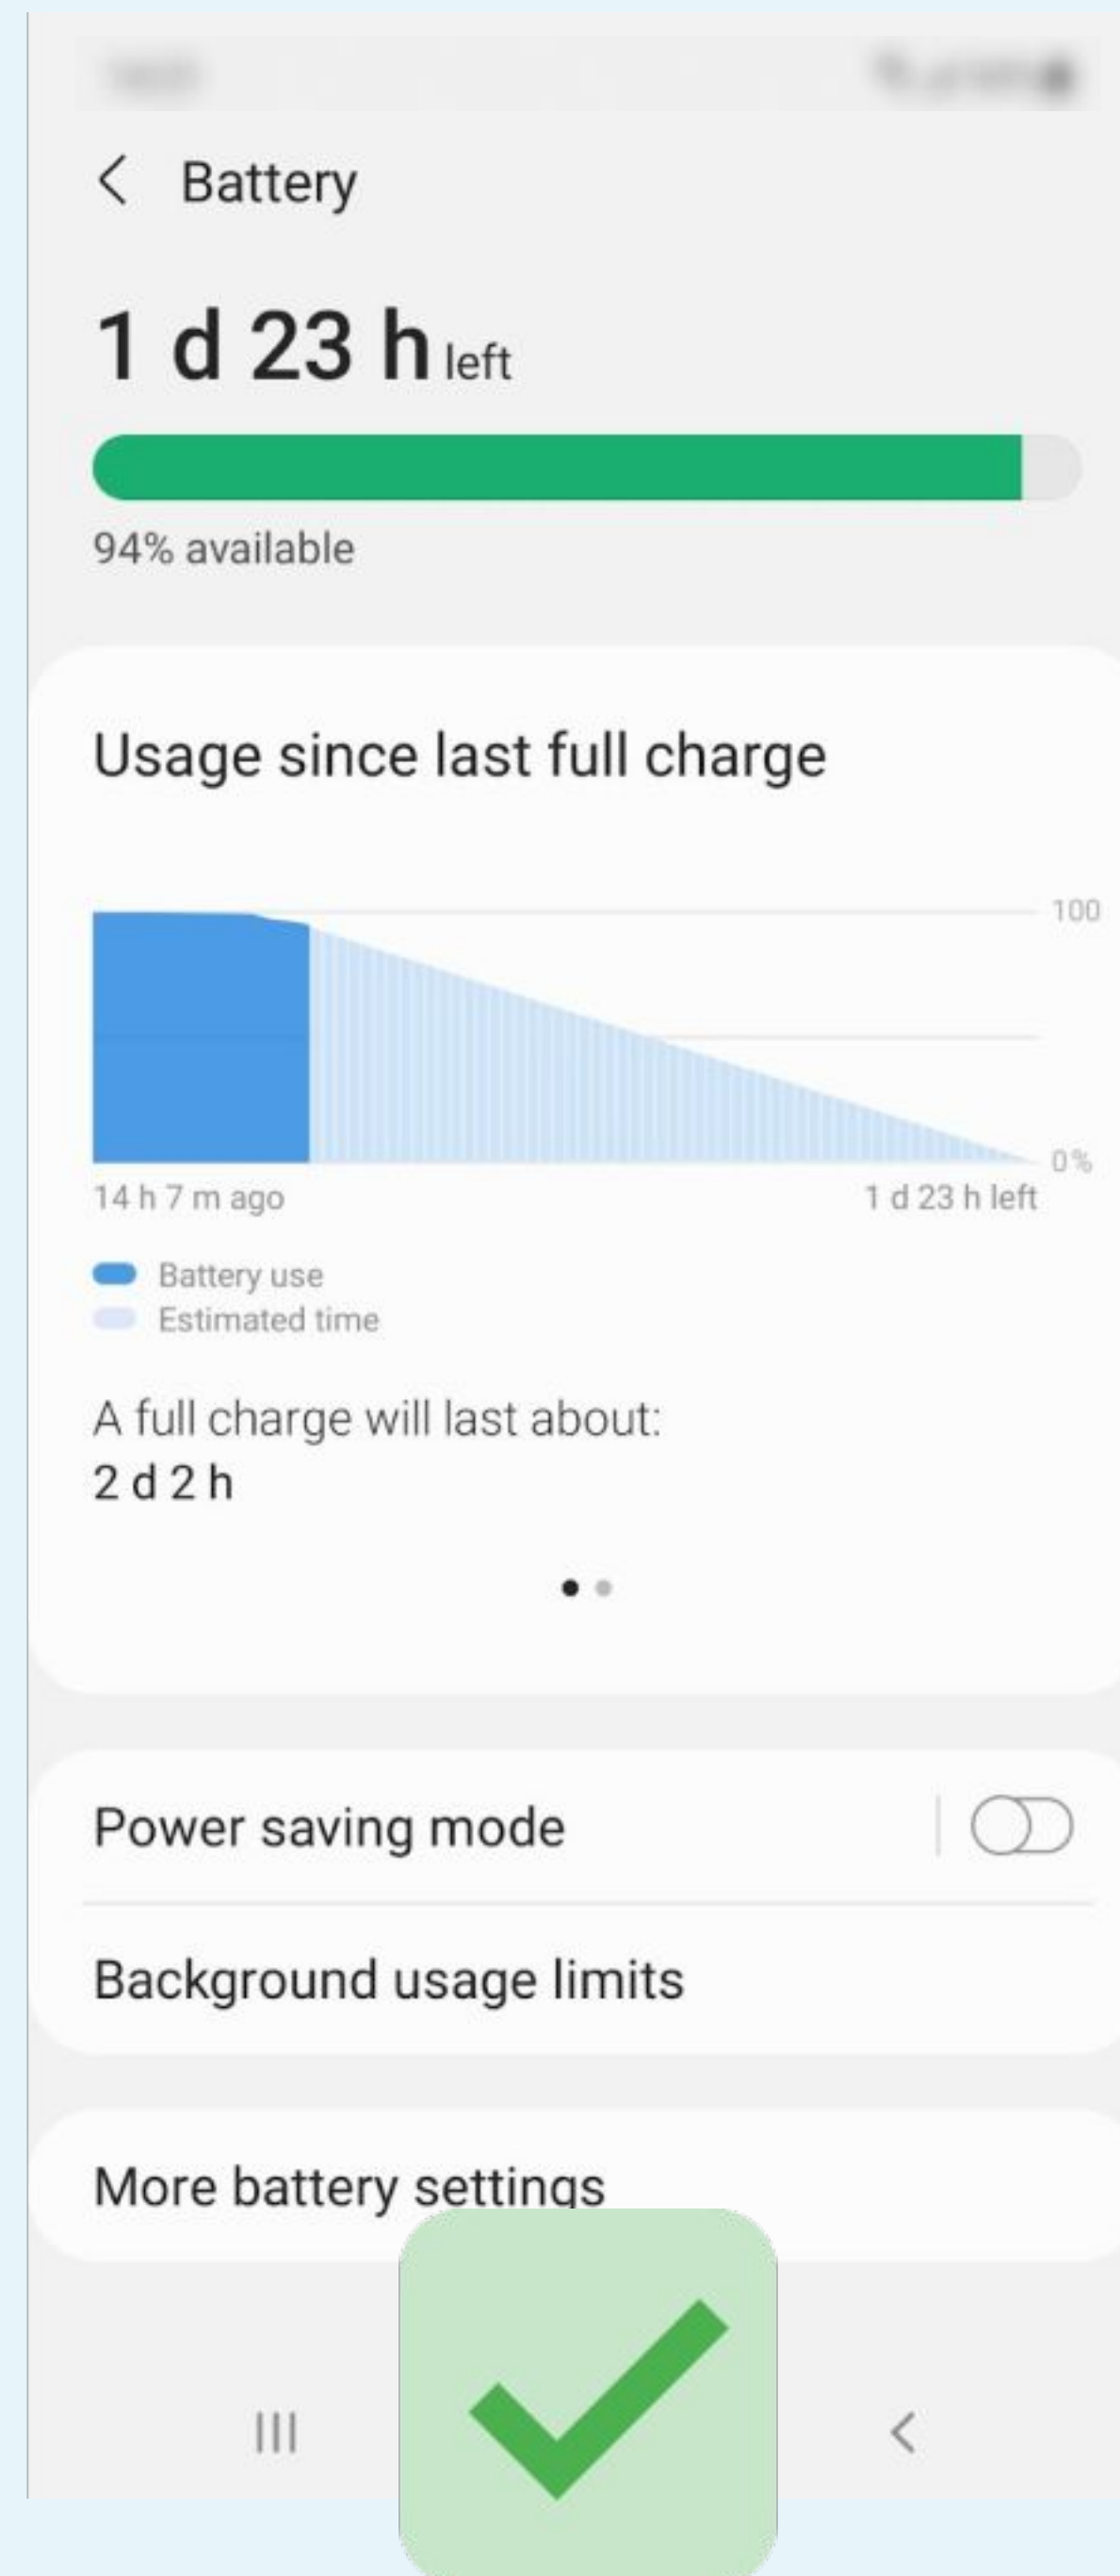 Battery
1 d 23 h left
94% available
Usage since last full charge
100
0%
14 h 7 m ago
1 d 23 h left
Battery use
Estimated time
A full charge will last about:
2 d 2 h
Power saving mode
Background usage limits
More battery settings